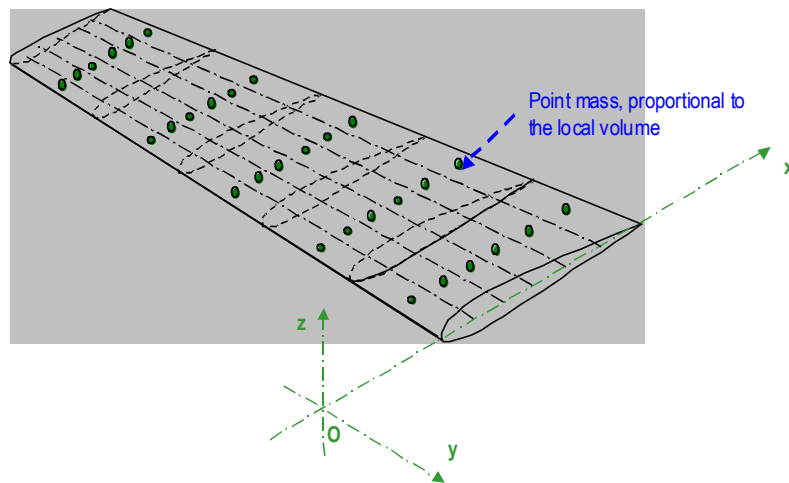 Point mass, proportional to
the local volume
x
z
O
y